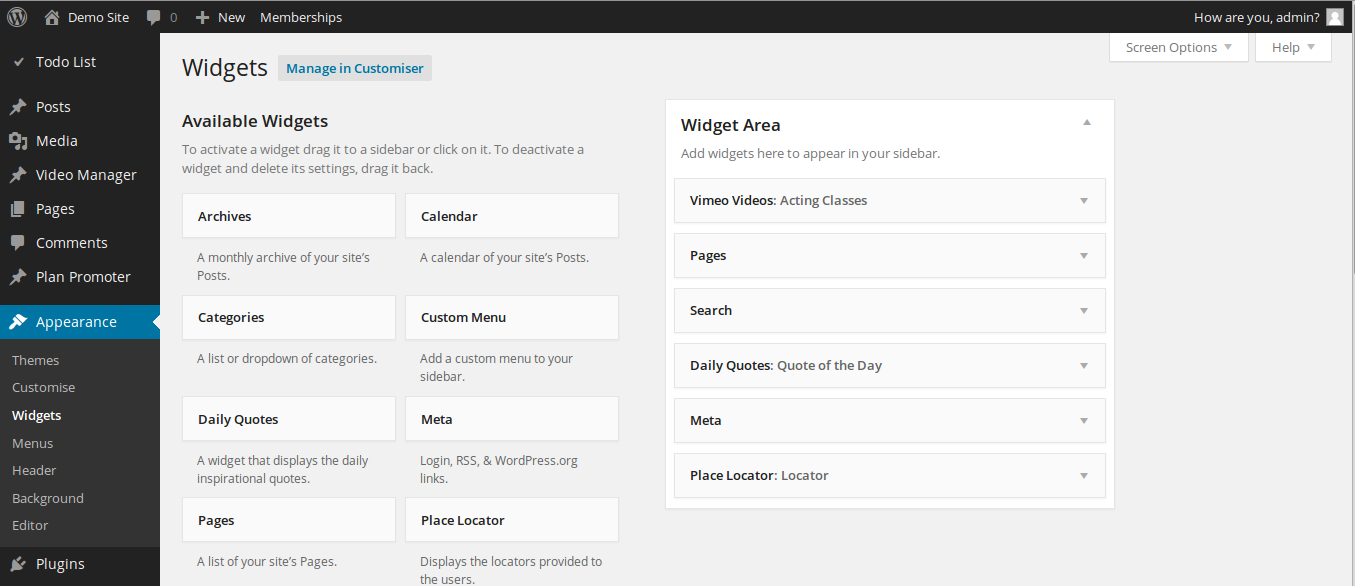 Demo Site 0 New Memberships How are you, admin?
Screen Options Help
Todo List
Posts
Media
Video Manager
Pages
Comments
Plan Promoter
Appearance
Themes
Customise
Widgets
Menus
Header
Background
Editor
Plugins
Widgets Manage in Customiser
Available Widgets
To activate a widget drag it to a sidebar or click on it. To deactivate a
widget and delete its settings, drag it back.
Archives
A monthly archive of your site’s
Posts.
Calendar
A calendar of your site’s Posts.
Categories
A list or dropdown of categories.
Custom Menu
Add a custom menu to your
sidebar.
Daily Quotes
A widget that displays the daily
inspirational quotes.
Meta
Login, RSS, & WordPress.org
links.
Pages
A list of your site’s Pages.
Place Locator
Displays the locators provided to
the users.
Widget Area
Add widgets here to appear in your sidebar.
Vimeo Videos: Acting Classes
Pages
Search
Daily Quotes: Quote of the Day
Meta
Place Locator: Locator